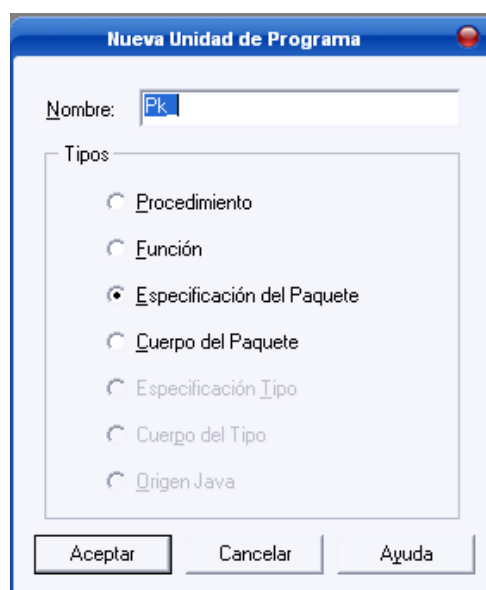 Nueva Unidad de Programa
Nombre: Pk_
Tipos
Procedimiento
Función
Especificación del Paquete
Cuerpo del Paquete
Especificación Tipo
Cuerpo del Tipo
Origen Java
Aceptar Cancelar Ayuda